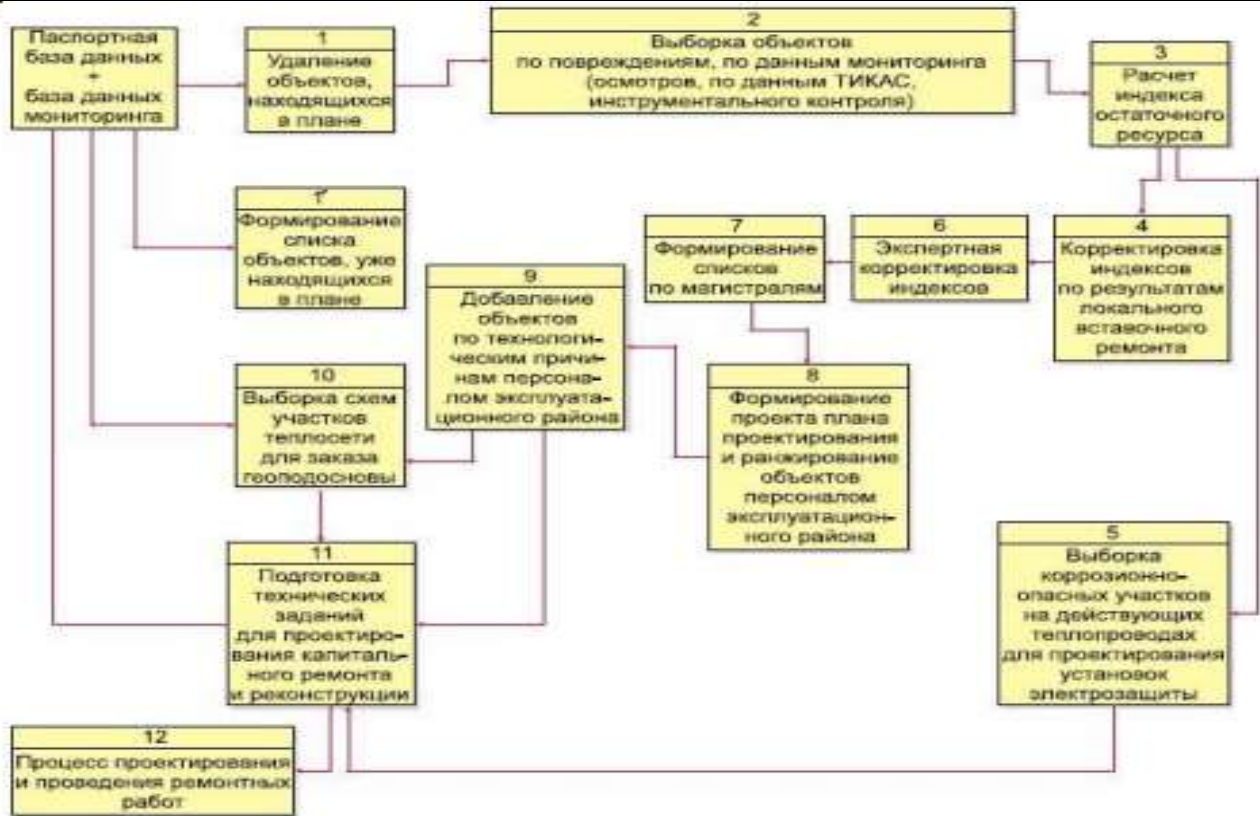 Паспортная
база данных
+
база данных
мониторинга
1
Удаление
объектов,
находящихся
в плане
2
Выборка объектов
по повреждениям, по данным мониторинга
(осмотров, по данным ТИКАС,
инструментального контроля)
3
Расчет
индекса
остаточного
ресурса
1'
Формирование
списка
объектов, уже
находящихся
в плане
9
Добавление
объектов
по технологи-
ческим причи-
нам персона-
лом эксплуата-
ционного района
7
Формирование
списков
по магистралям
6
Экспертная
корректировка
индексов
4
Корректировка
индексов
по результатам
локального
вставочного
ремонта
10
Выборка схем
участков
теплосети
для заказа
геоподосновы
8
Формирование
проекта плана
проектирования
и ранжирование
объектов
персоналом
эксплуатацион-
ного района
11
Подготовка
технических
заданий
для проектиро-
вания капиталь-
ного ремонта
и реконструкции
5
Выборка
коррозионно-
опасных участков
на действующих
теплопроводах
для проектирования
установок
электрозащиты
12
Процесс проектирования
и проведения ремонтных
работ